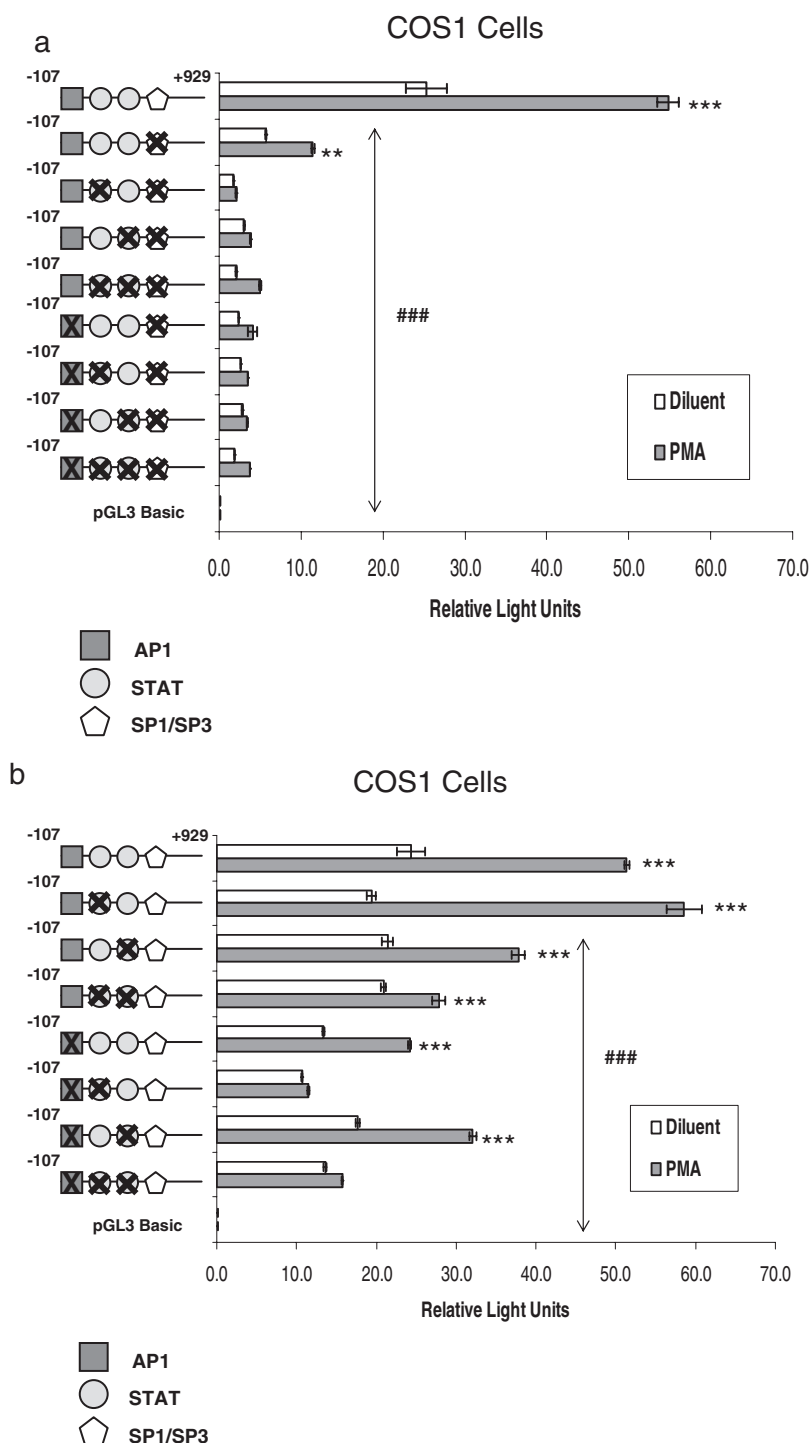 a
COS1 Cells
-107
+929
***
-107
**
-107
-107
-107
-107
###
-107
Diluent
-107
PMA
-107
pGL3 Basic
0.0 10.0 20.0 30.0 40.0 50.0 60.0 70.0
Relative Light Units
AP1
STAT
SP1/SP3
b
COS1 Cells
-107
+929
***
-107
***
-107
***
-107
***
-107
***
###
-107
-107
Diluent
***
PMA
-107
pGL3 Basic
0.0 10.0 20.0 30.0 40.0 50.0 60.0 70.0
Relative Light Units
AP1
STAT
SP1/SP3